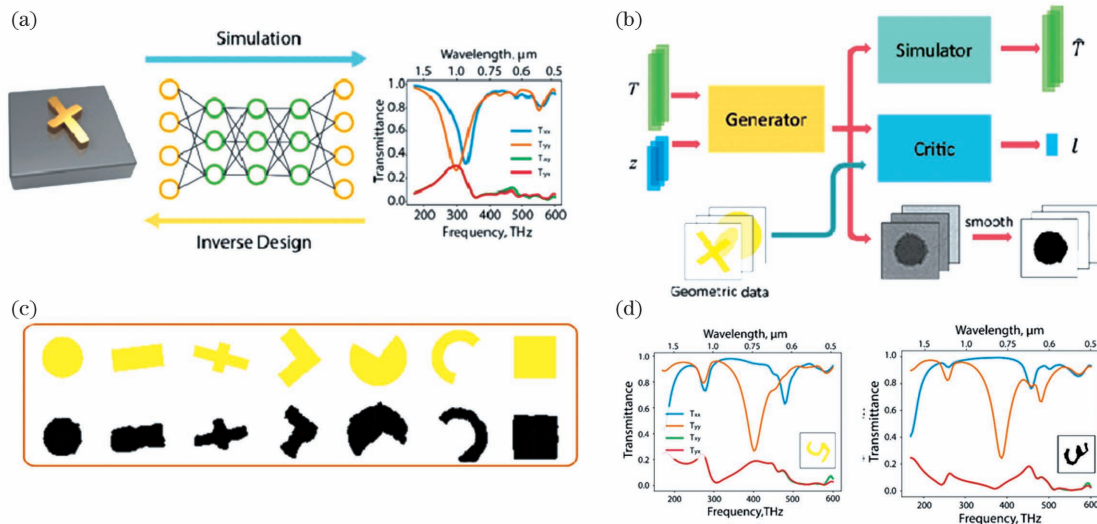 (a)
Simulation
Inverse Design
Wavelength, μm
1.5 1.0 0.75 0.6 0.5
Transmittance
1.0
0.8
0.6
0.4
0.2
0.0
Txx
Tyy
Txy
Tyx
200 300 400 500 600
Frequency, THz
(b)
T
z
Generator
Simulator
T̂
Critic
l
smooth
Geometric data
(c)
(d)
Wavelength, μm
1.5 1.0 0.75 0.6 0.5
Transmittance
1.0
0.8
0.6
0.4
0.2
0.0
Txx
Tyy
Txy
Tyx
200 300 400 500 600
Frequency,THz
Wavelength, μm
1.5 1.0 0.75 0.6 0.5
Transmittance
1.0
0.8
0.6
0.4
0.2
0.0
200 300 400 500 600
Frequency, THz